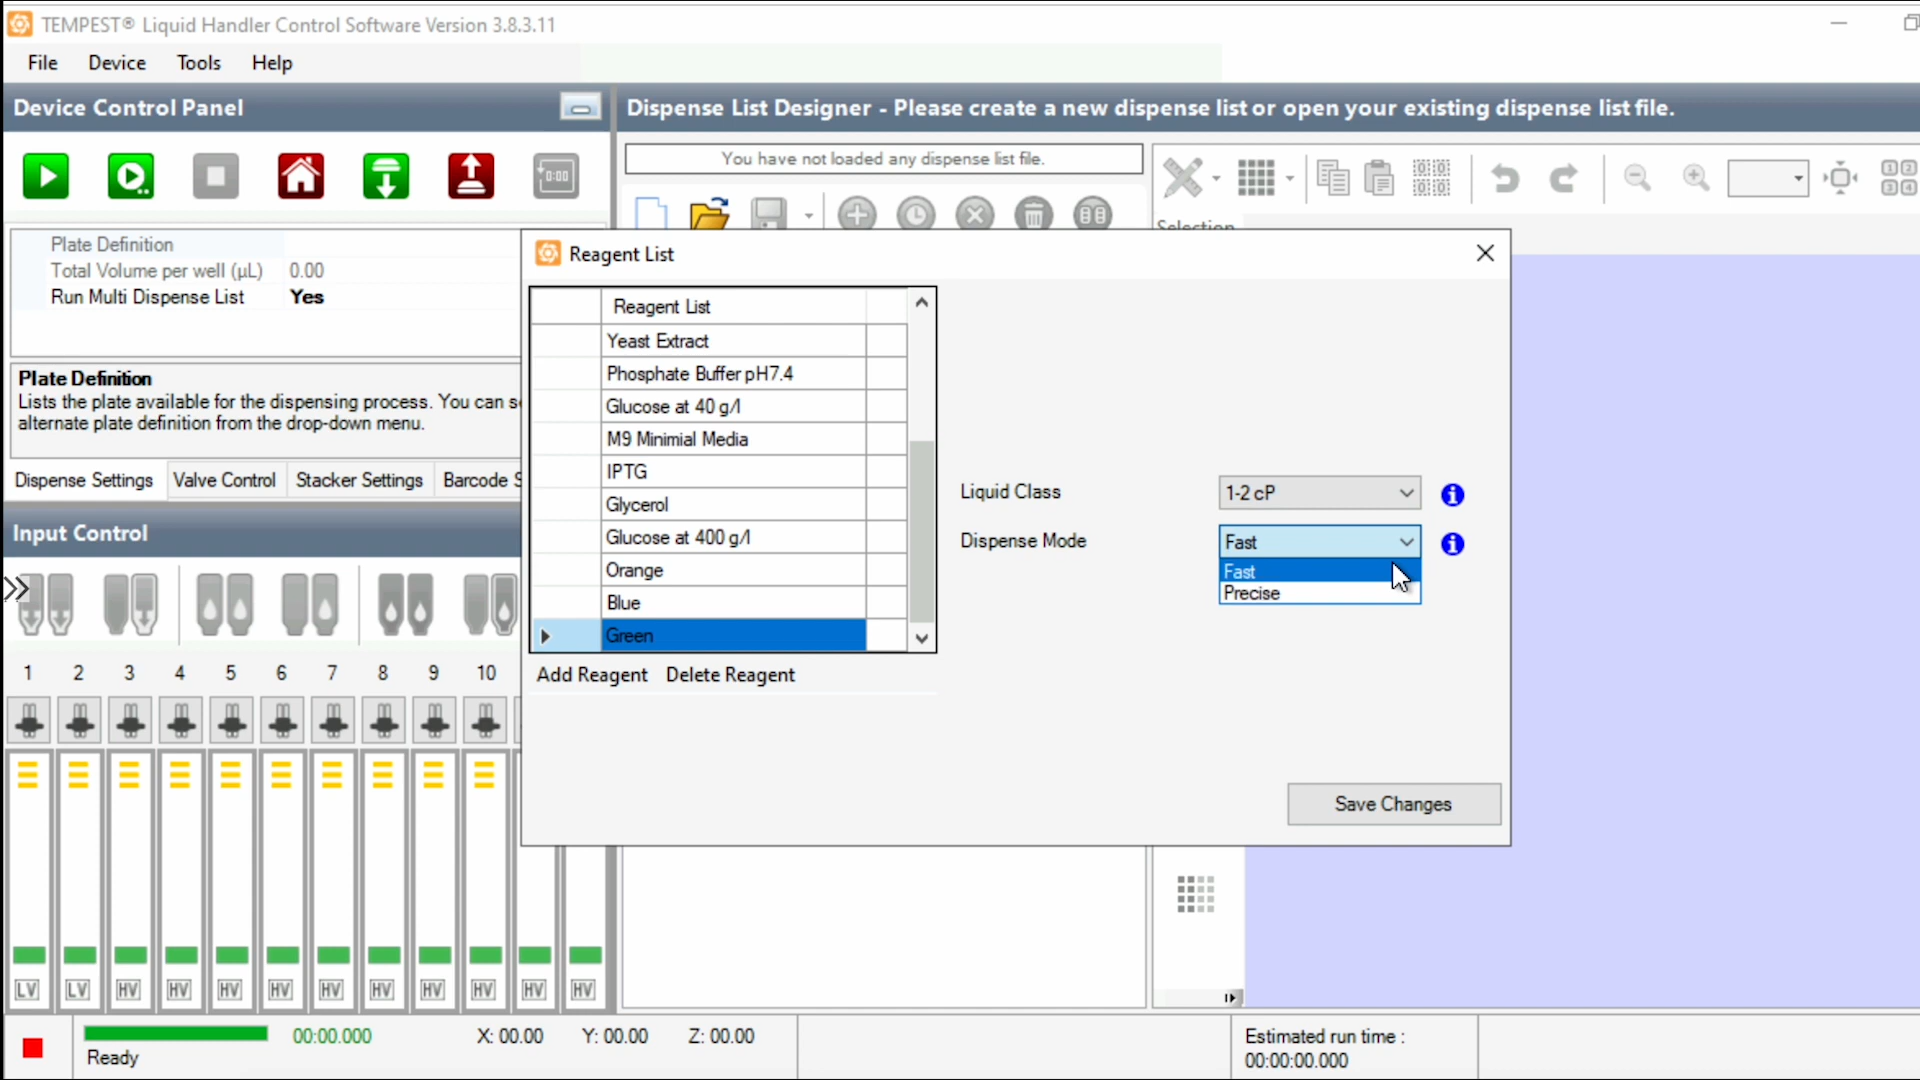 TEMPEST® Liquid Handler Control Software Version 3.8.3.11
File Device Tools Help
Device Control Panel
Dispense List Designer - Please create a new dispense list or open your existing dispense list file.
0:00
You have not loaded any dispense list file.
Plate Definition
Total Volume per well (µL) 0.00
Run Multi Dispense List Yes
Plate Definition
Lists the plate available for the dispensing process. You can s
alternate plate definition from the drop-down menu.
Dispense Settings Valve Control Stacker Settings Barcode S
Input Control
1 2 3 4 5 6 7 8 9 10
LV LV HV HV HV HV HV HV HV HV HV HV
Selection
Reagent List
Reagent List
Yeast Extract
Phosphate Buffer pH7.4
Glucose at 40 g/l
M9 Minimial Media
IPTG
Glycerol
Glucose at 400 g/l
Orange
Blue
Green
Add Reagent Delete Reagent
Liquid Class 1-2 cP
Dispense Mode Fast
Fast
Precise
Save Changes
00:00.000 X: 00.00 Y: 00.00 Z: 00.00
Ready
Estimated run time :
00:00:00.000